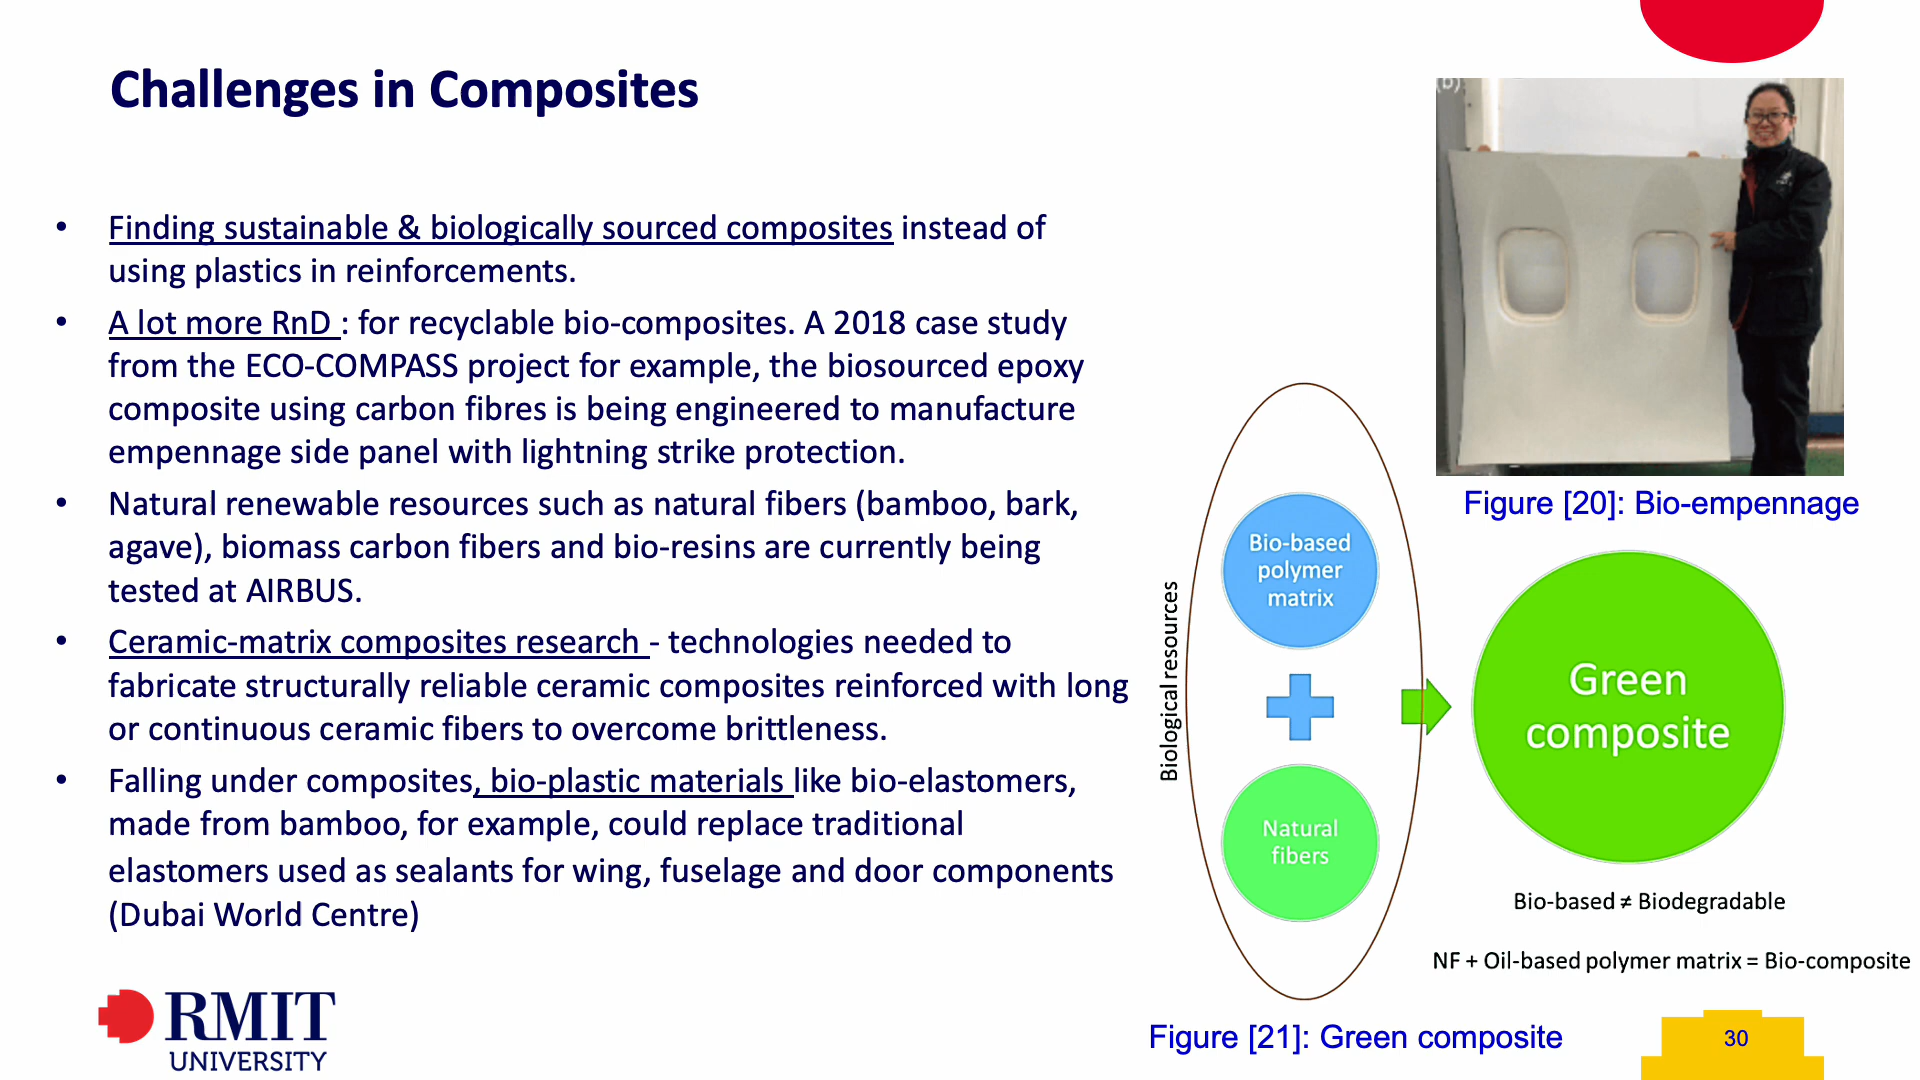 Challenges in Composites
(b)
• Finding sustainable & biologically sourced composites instead of
using plastics in reinforcements.
• A lot more RnD : for recyclable bio-composites. A 2018 case study
from the ECO-COMPASS project for example, the biosourced epoxy
composite using carbon fibres is being engineered to manufacture
empennage side panel with lightning strike protection.
• Natural renewable resources such as natural fibers (bamboo, bark,
agave), biomass carbon fibers and bio-resins are currently being
tested at AIRBUS.
• Ceramic-matrix composites research - technologies needed to
fabricate structurally reliable ceramic composites reinforced with long
or continuous ceramic fibers to overcome brittleness.
• Falling under composites, bio-plastic materials like bio-elastomers,
made from bamboo, for example, could replace traditional
elastomers used as sealants for wing, fuselage and door components
(Dubai World Centre)
Figure [20]: Bio-empennage
Biological resources
Bio-based
polymer
matrix
Natural
fibers
Green
composite
Bio-based ≠ Biodegradable
NF + Oil-based polymer matrix = Bio-composite
Figure [21]: Green composite
RMIT
UNIVERSITY
30